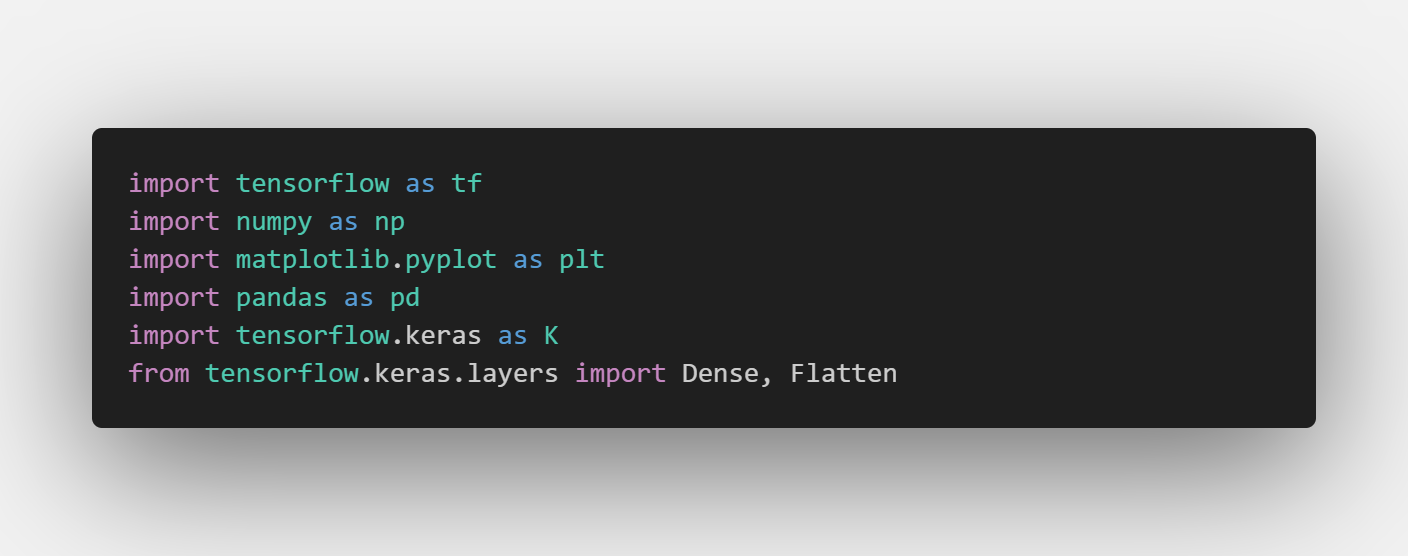 import tensorflow as tf
import numpy as np
import matplotlib.pyplot as plt
import pandas as pd
import tensorflow.keras as K
from tensorflow.keras.layers import Dense, Flatten